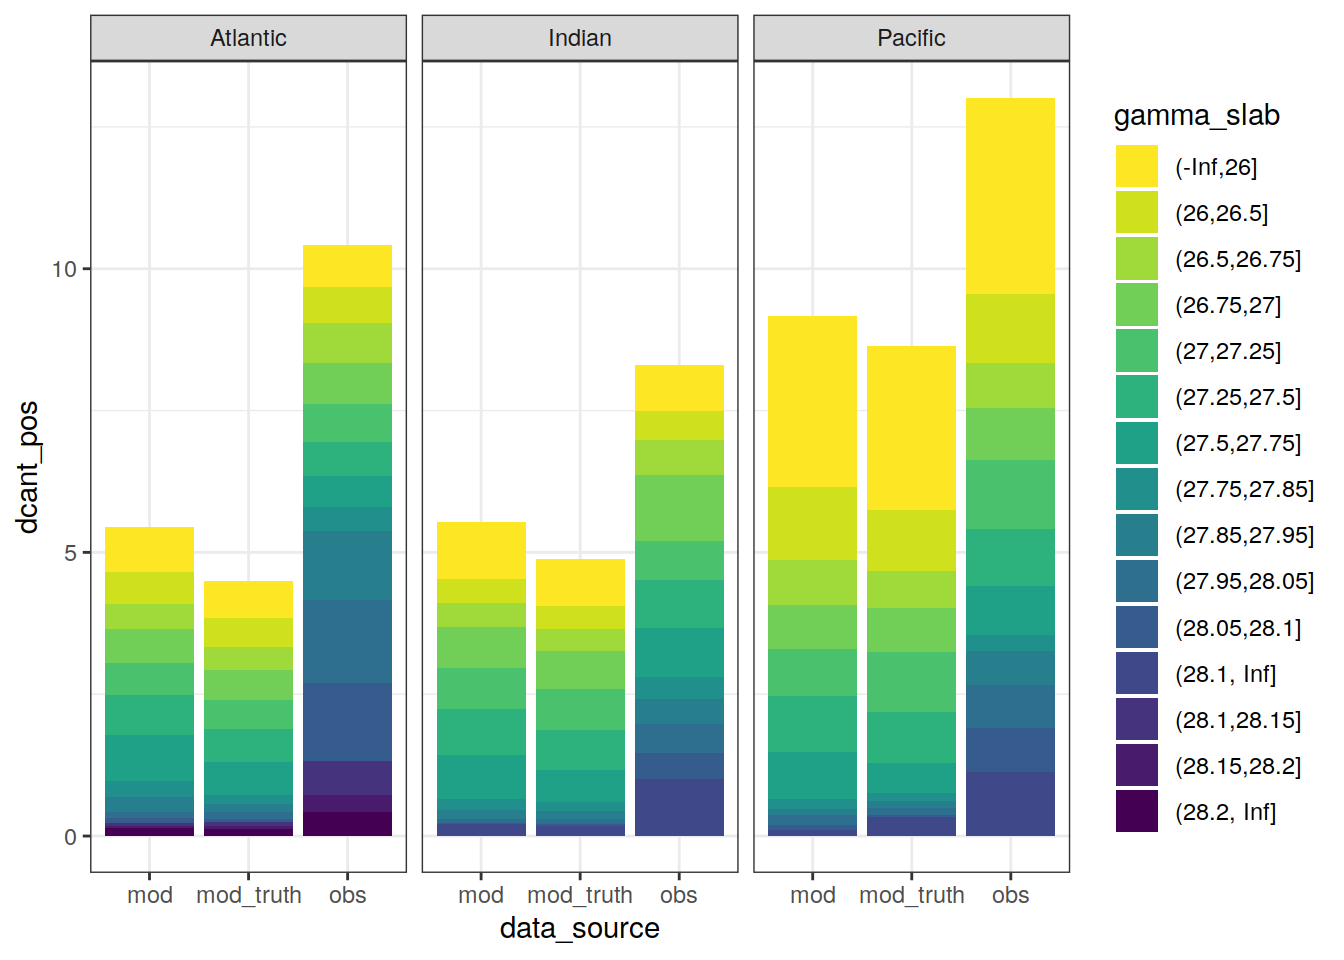 Atlantic Indian Pacific
gamma_slab
(-Inf,26]
(26,26.5]
(26.5,26.75]
(26.75,27]
(27,27.25]
(27.25,27.5]
(27.5,27.75]
(27.75,27.85]
(27.85,27.95]
(27.95,28.05]
(28.05,28.1]
(28.1, Inf]
(28.1,28.15]
(28.15,28.2]
(28.2, Inf]
dcant_pos
10
5
0
mod mod_truth obs mod mod_truth obs mod mod_truth obs
data_source